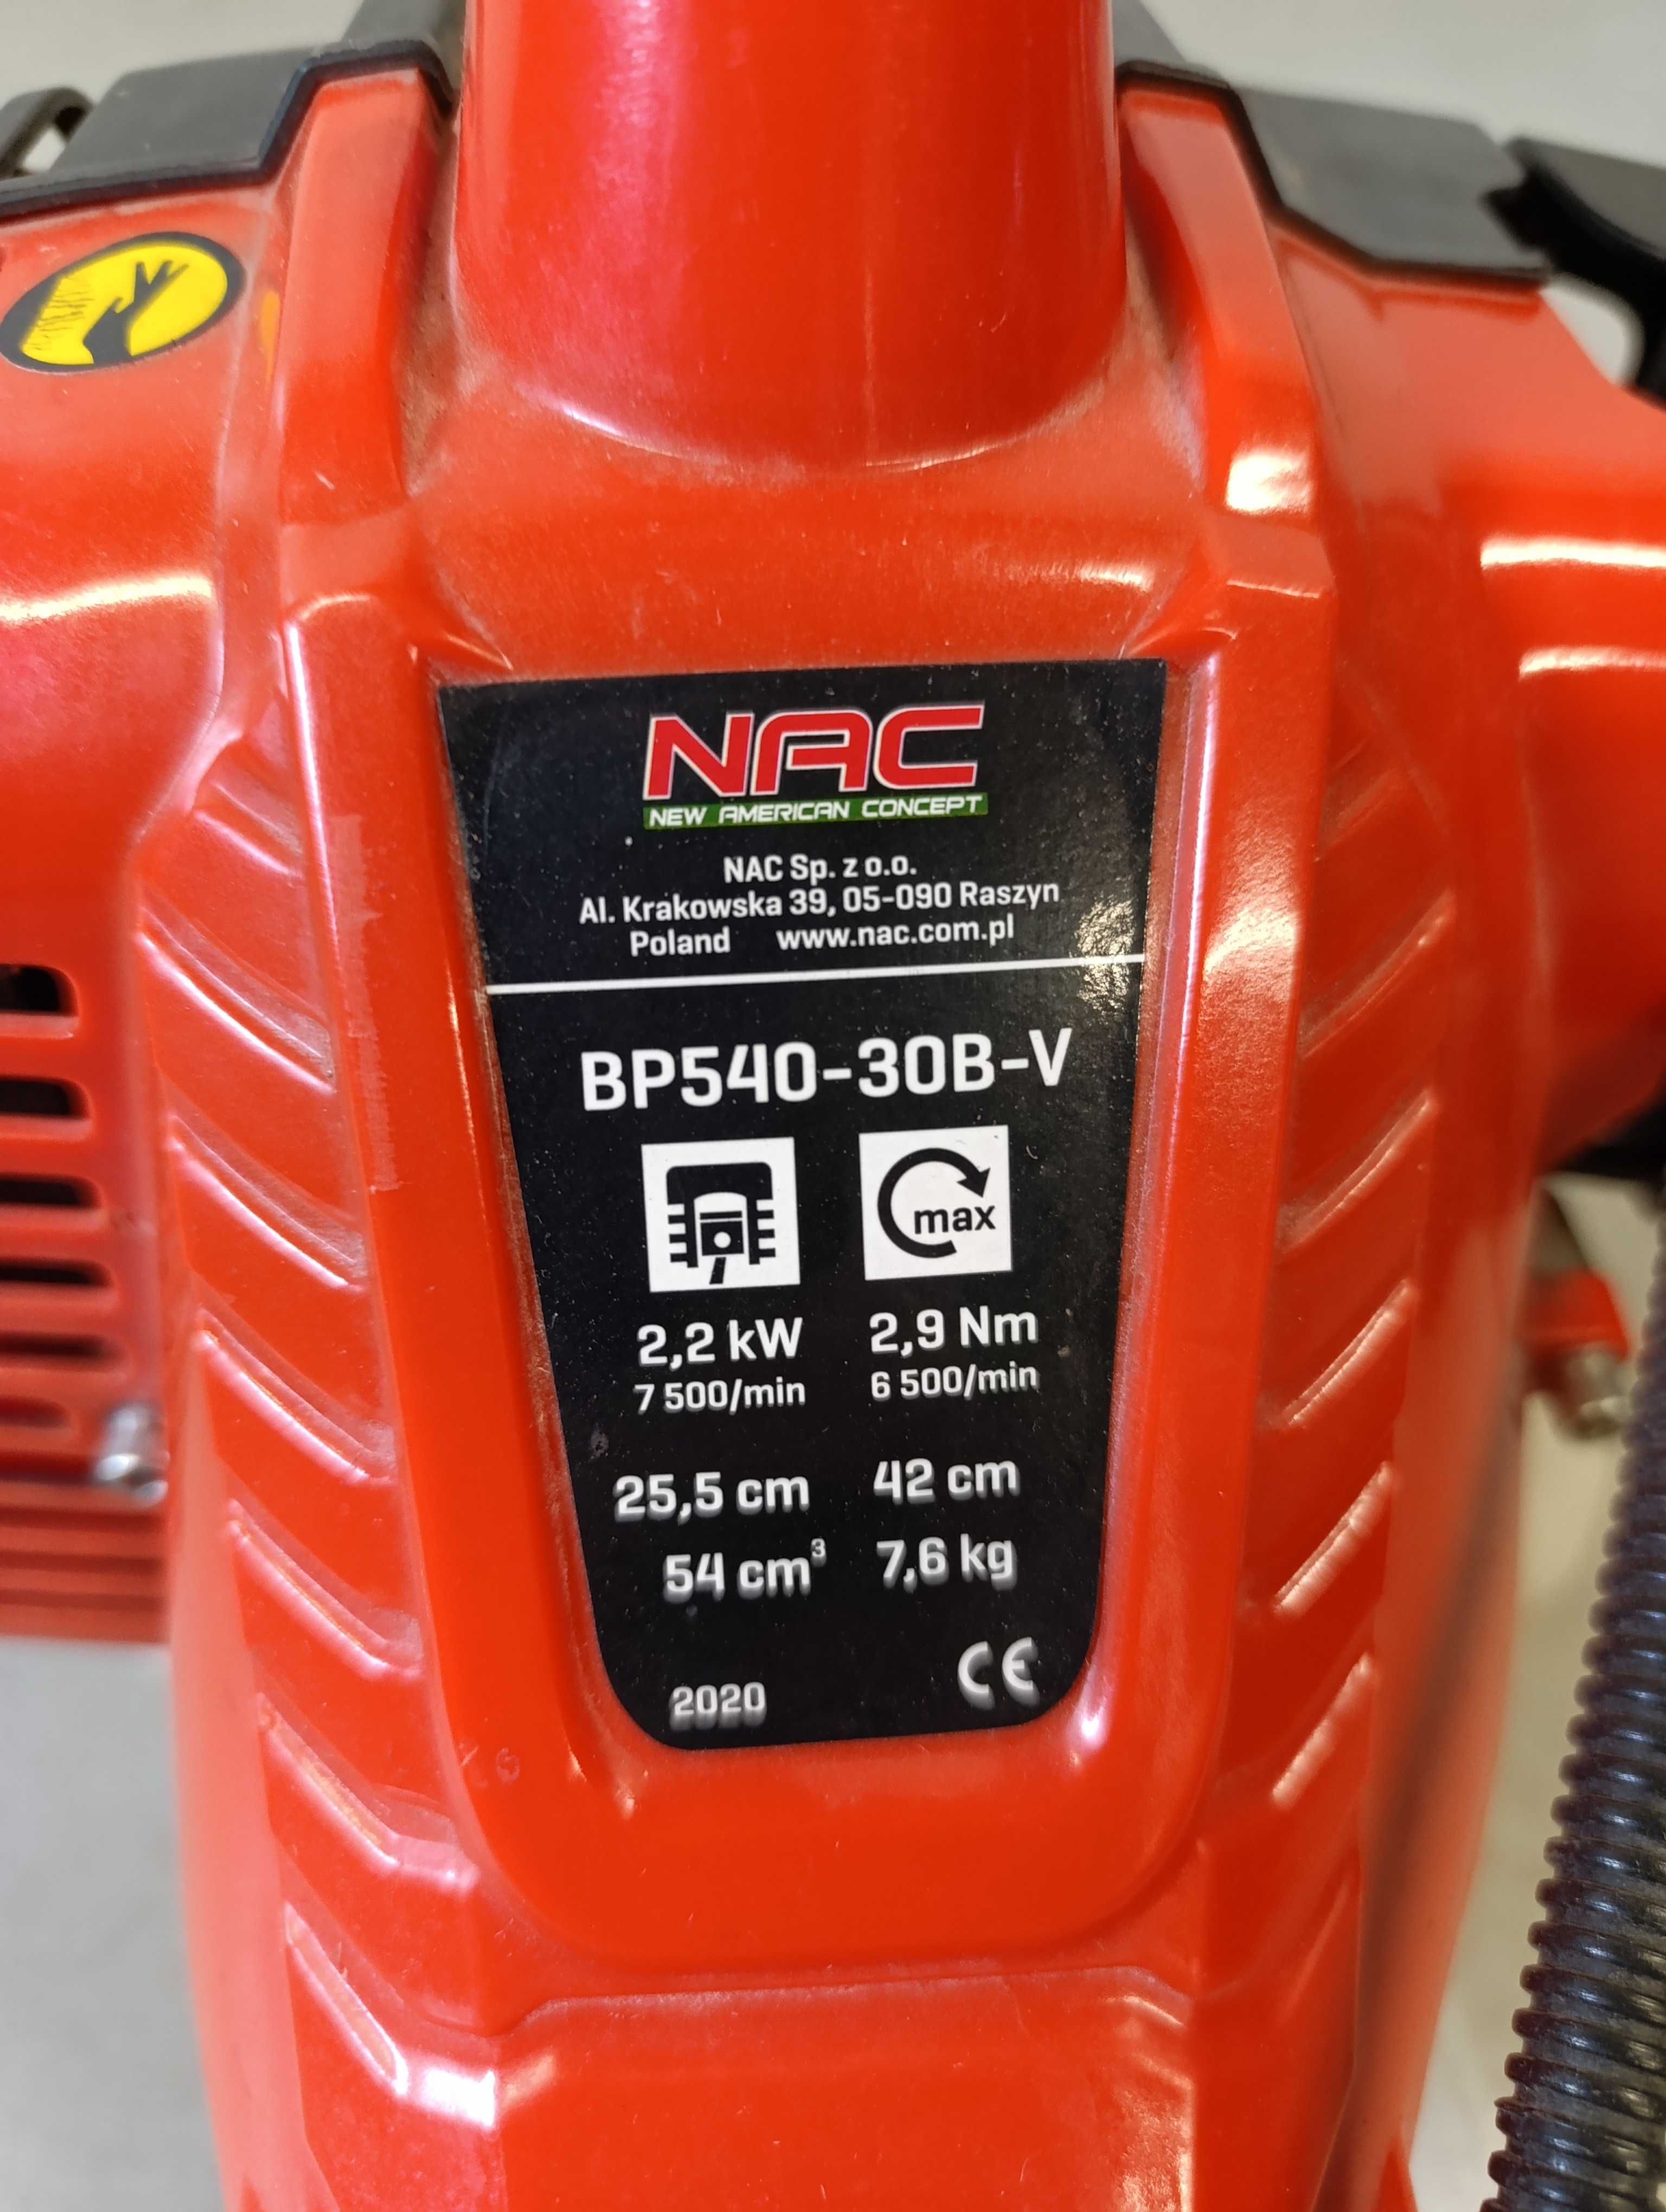 NAC
NEW AMERICAN CONCEPT
NAC Sp. z o.o.
Al. Krakowska 39, 05-090 Raszyn
Poland www.nac.com.pl
BP540-30B-V
max
2,2 kW 2,9 Nm
7 500/min 6 500/min
25,5 cm 42 cm
54 cm³ 7,6 kg
2020 CE